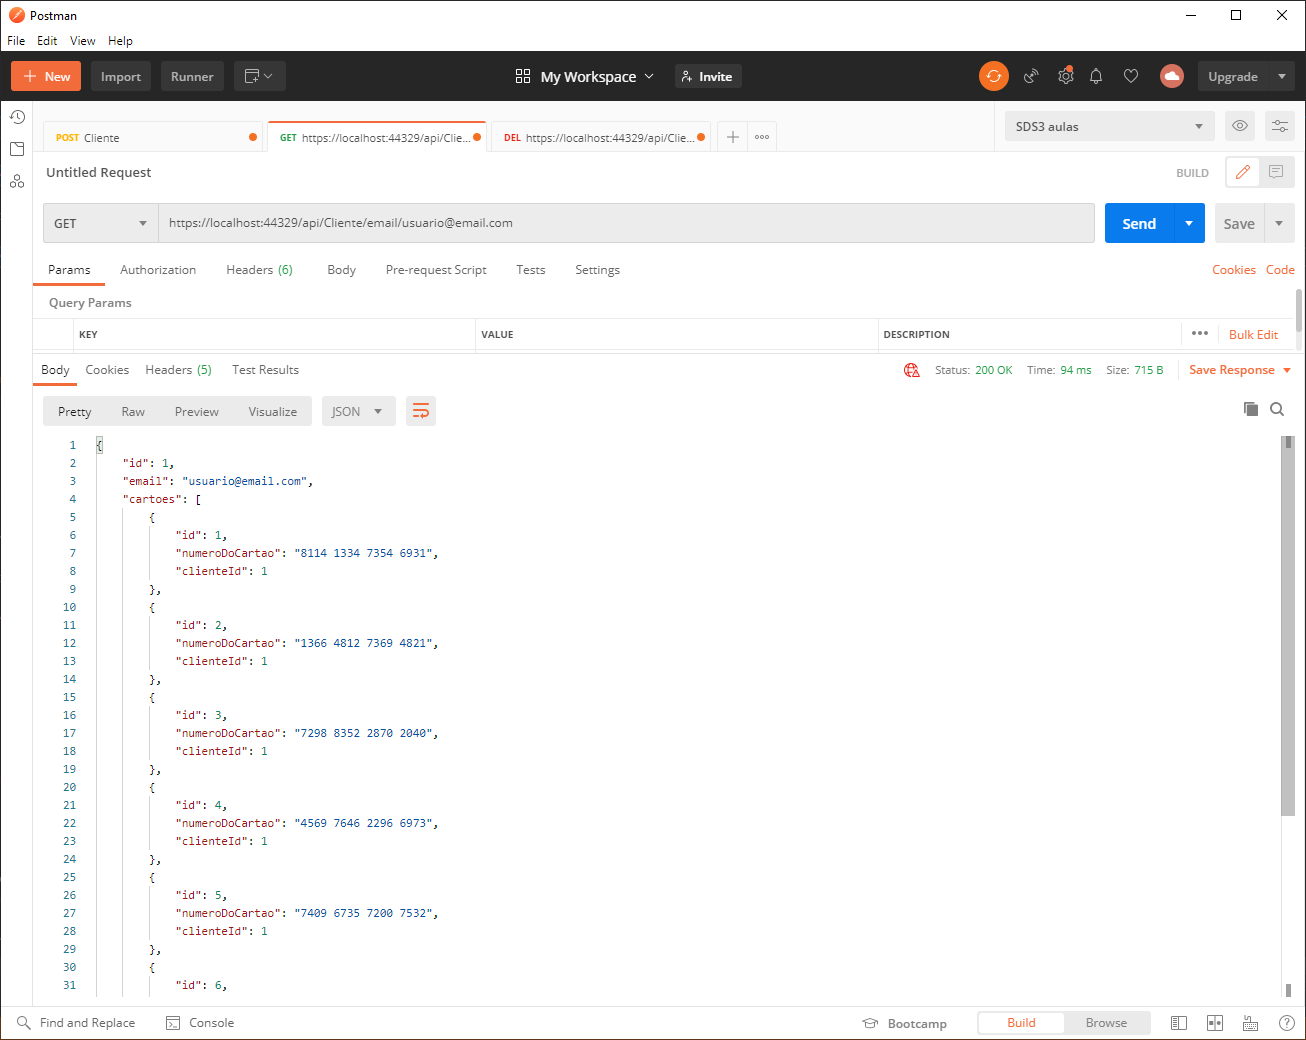 Postman
File Edit View Help
New Import Runner My Workspace Invite Upgrade
POST Cliente GET https://localhost:44329/api/Clie... DEL https://localhost:44329/api/Clie... SDS3 aulas
Untitled Request BUILD
GET https://localhost:44329/api/Cliente/email/usuario@email.com Send Save
Params Authorization Headers (6) Body Pre-request Script Tests Settings Cookies Code
Query Params
KEY VALUE DESCRIPTION Bulk Edit
Body Cookies Headers (5) Test Results Status: 200 OK Time: 94 ms Size: 715 B Save Response
Pretty Raw Preview Visualize JSON
1 {
2 "id": 1,
3 "email": "usuario@email.com",
4 "cartoes": [
5 {
6 "id": 1,
7 "numeroDoCartao": "8114 1334 7354 6931",
8 "clienteId": 1
9 },
10 {
11 "id": 2,
12 "numeroDoCartao": "1366 4812 7369 4821",
13 "clienteId": 1
14 },
15 {
16 "id": 3,
17 "numeroDoCartao": "7298 8352 2870 2040",
18 "clienteId": 1
19 },
20 {
21 "id": 4,
22 "numeroDoCartao": "4569 7646 2296 6973",
23 "clienteId": 1
24 },
25 {
26 "id": 5,
27 "numeroDoCartao": "7409 6735 7200 7532",
28 "clienteId": 1
29 },
30 {
31 "id": 6,
Find and Replace Console Bootcamp Build Browse